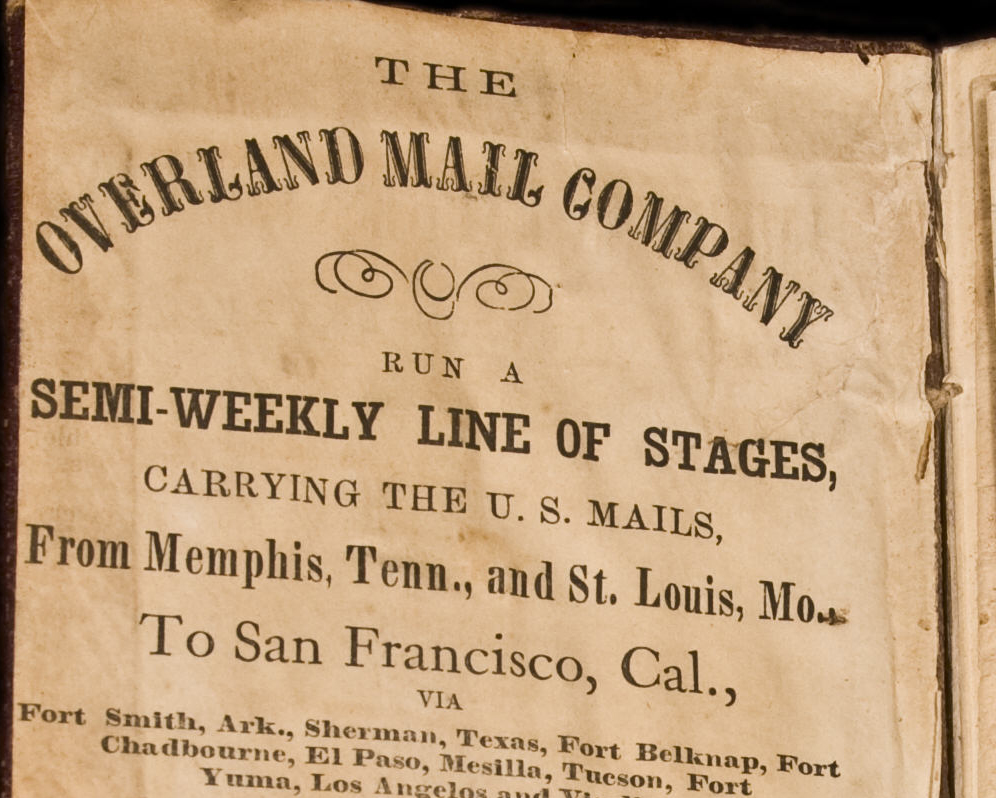 THE
OVERLAND MAIL COMPANY
RUN A
SEMI-WEEKLY LINE OF STAGES,
CARRYING THE U. S. MAILS,
From Memphis, Tenn., and St. Louis, Mo.,
To San Francisco, Cal.,
VIA
Fort Smith, Ark., Sherman, Texas, Fort Belknap, Fort
Chadbourne, El Paso, Mesilla, Tucson, Fort
Yuma, Los Angelos and